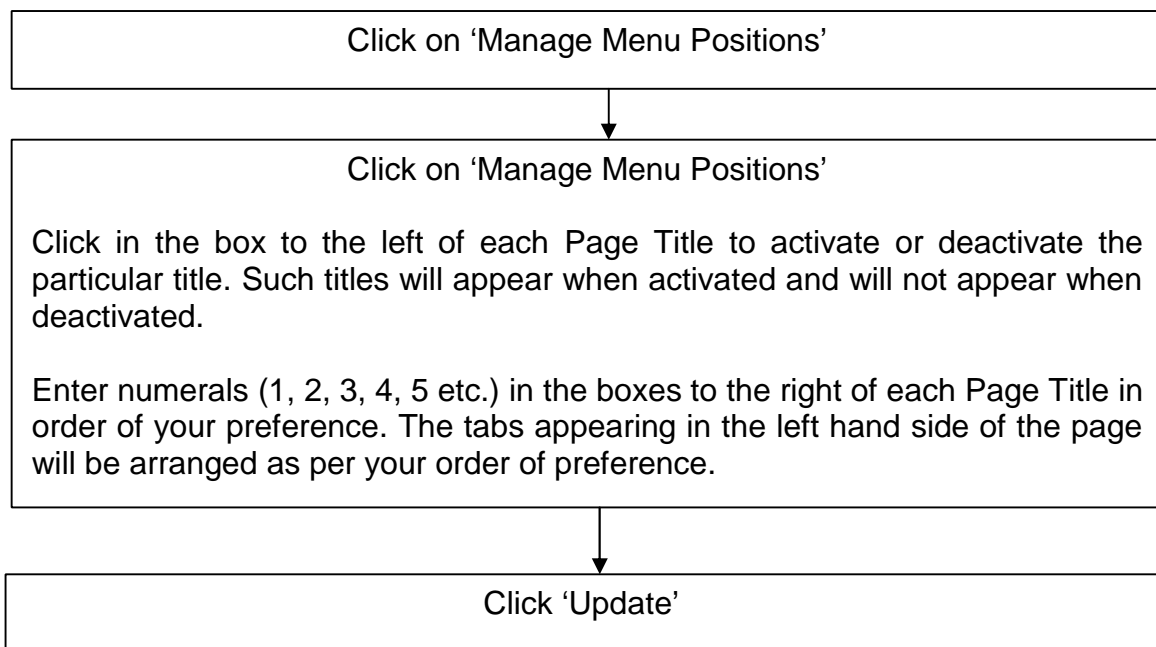 Click on ‘Manage Menu Positions’
Click on ‘Manage Menu Positions’
Click in the box to the left of each Page Title to activate or deactivate the
particular title. Such titles will appear when activated and will not appear when
deactivated.
Enter numerals (1, 2, 3, 4, 5 etc.) in the boxes to the right of each Page Title in
order of your preference. The tabs appearing in the left hand side of the page
will be arranged as per your order of preference.
Click ‘Update’